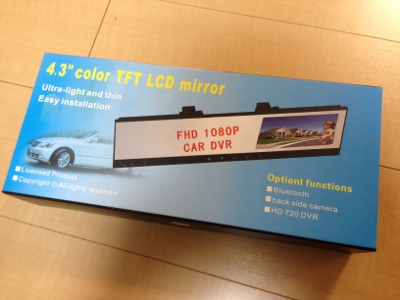 4.3" color TFT LCD mirror
Ultra-light and thin
Easy installation
FHD 1080P
CAR DVR
Optionl functions
Bluetooth
back side camera
HD 720 DVR
Licensed Product
Copyright © All rights reserved